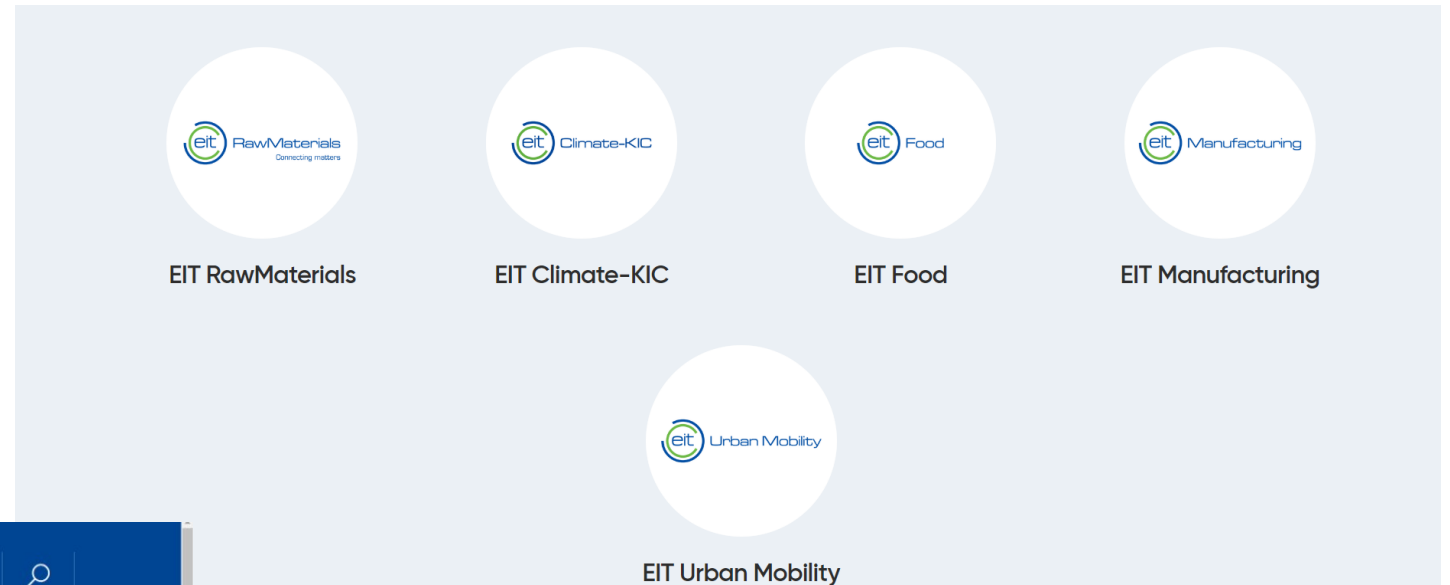 eit RawMaterials
Connecting matters
eit Climate-KIC
eit Food
eit Manufacturing
EIT RawMaterials
EIT Climate-KIC
EIT Food
EIT Manufacturing
eit Urban Mobility
EIT Urban Mobility